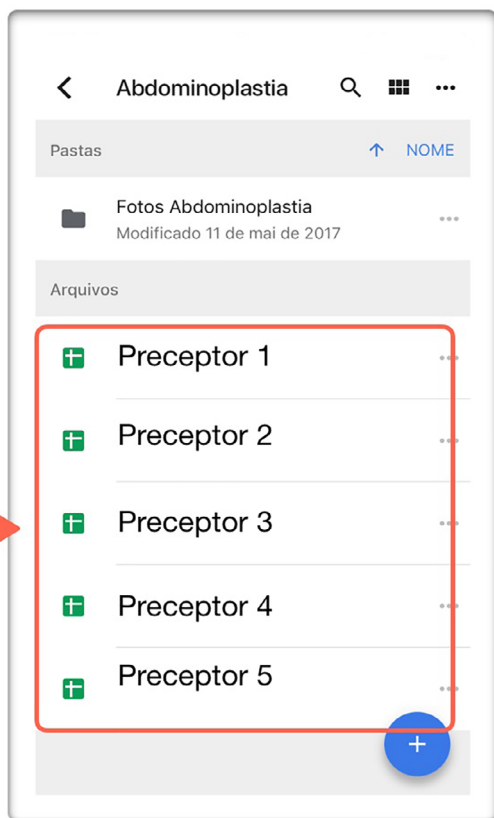 Abdominoplastia
Pastas
NOME
Fotos Abdominoplastia
Modificado 11 de mai de 2017
Arquivos
Preceptor 1
Preceptor 2
Preceptor 3
Preceptor 4
Preceptor 5